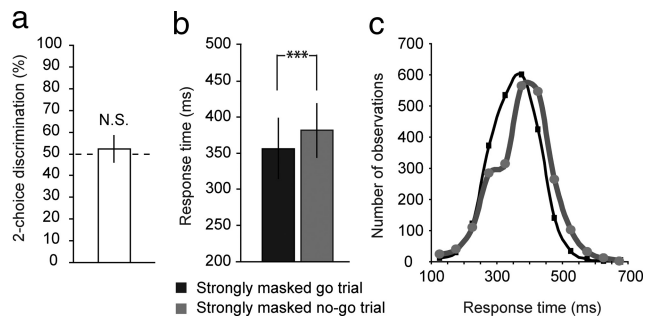 a
2-choice discrimination (%)
100
90
80
70
60
50
40
30
20
10
0
N.S.
b
Response time (ms)
500
450
400
350
300
250
200
***
Strongly masked go trial
Strongly masked no-go trial
c
Number of observations
700
600
500
400
300
200
100
0
100 300 500 700
Response time (ms)